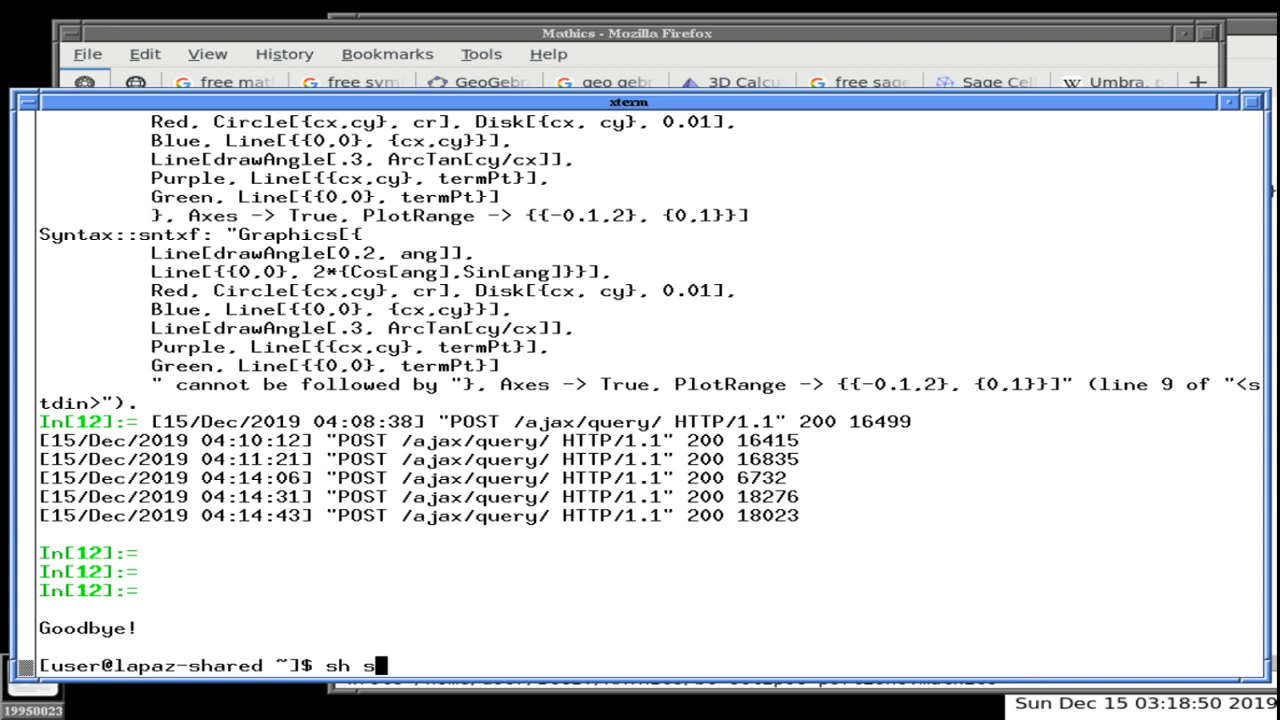 Mathics - Mozilla Firefox
File Edit View History Bookmarks Tools Help
free mat free sym GeoGebr geo gebr 3D Calcu free sage Sage Cel Umbra, p
xterm
Red, Circle[{cx,cy}, cr], Disk[{cx, cy}, 0.01],
Blue, Line[{{0,0}, {cx,cy}}],
Line[drawAngle[.3, ArcTan[cy/cx]],
Purple, Line[{{cx,cy}, termPt}],
Green, Line[{{0,0}, termPt}]
}, Axes -> True, PlotRange -> {{-0.1,2}, {0,1}}]
Syntax::sntxf: "Graphics[{
Line[drawAngle[0.2, ang]],
Line[{{0,0}, 2*{Cos[ang],Sin[ang]}}],
Red, Circle[{cx,cy}, cr], Disk[{cx, cy}, 0.01],
Blue, Line[{{0,0}, {cx,cy}}],
Line[drawAngle[.3, ArcTan[cy/cx]],
Purple, Line[{{cx,cy}, termPt}],
Green, Line[{{0,0}, termPt}]
" cannot be followed by "}, Axes -> True, PlotRange -> {{-0.1,2}, {0,1}}]" (line 9 of "<s
tdin>").
In[12]:= [15/Dec/2019 04:08:38] "POST /ajax/query/ HTTP/1.1" 200 16499
[15/Dec/2019 04:10:12] "POST /ajax/query/ HTTP/1.1" 200 16415
[15/Dec/2019 04:11:21] "POST /ajax/query/ HTTP/1.1" 200 16835
[15/Dec/2019 04:14:06] "POST /ajax/query/ HTTP/1.1" 200 6732
[15/Dec/2019 04:14:31] "POST /ajax/query/ HTTP/1.1" 200 18276
[15/Dec/2019 04:14:43] "POST /ajax/query/ HTTP/1.1" 200 18023
In[12]:=
In[12]:=
In[12]:=
Goodbye!
[user@lapaz-shared ~]$ sh s
19950023
Sun Dec 15 03:18:50 2019